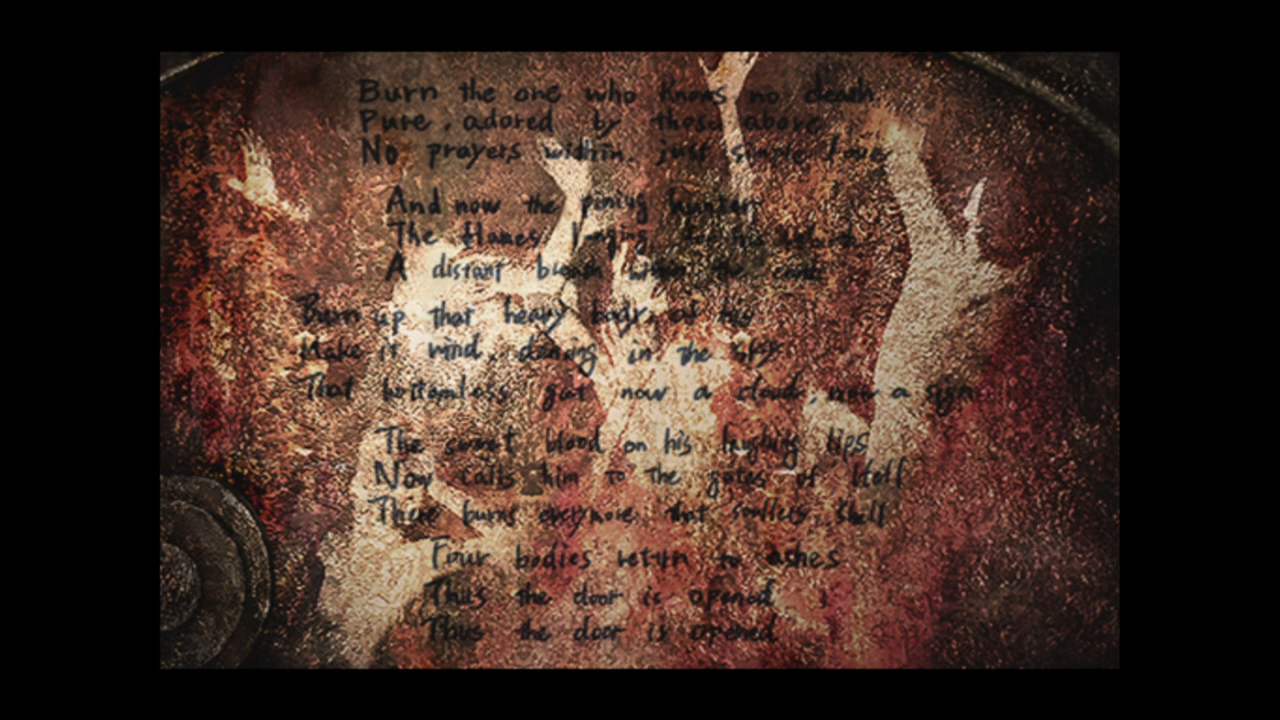 Burn the one who knows no death
Pure, adored by those above
No prayers within, just simple love
And now the pining hunter
The flames longing for his
A distant bloom within the
Burn up that heavy body of his
Make it wind, dancing in the sky
That bottomless gut now a cloud, now a sign
The sweet blood on his laughing lips
Now calls him to the gates of Itself
There burns evermore that soulless shell
Four bodies return to ashes
Thus the door is opened
Thus the door is opened